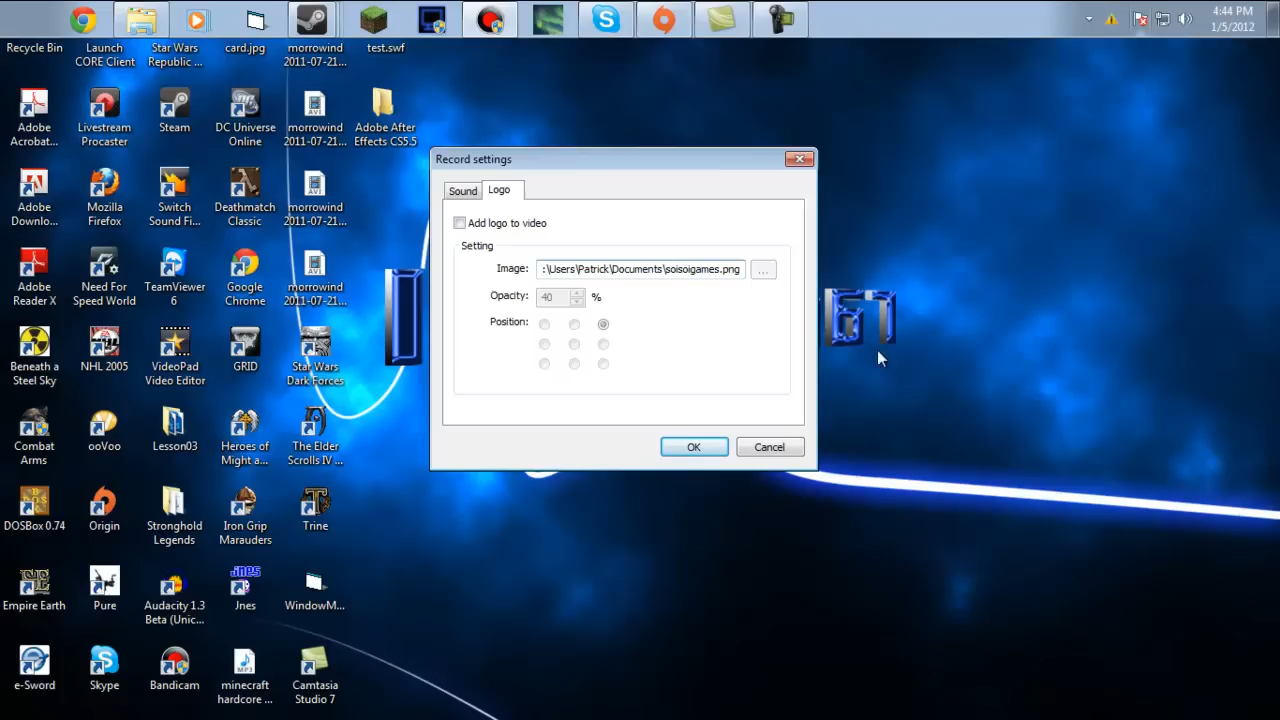 4:44 PM
1/5/2012
Recycle Bin
Launch
CORE Client
Star Wars
Republic ...
card.jpg
morrowind
2011-07-21...
test.swf
Adobe
Acrobat...
Livestream
Procaster
Steam
DC Universe
Online
morrowind
2011-07-21...
Adobe After
Effects CS5.5
Adobe
Downlo...
Mozilla
Firefox
Switch
Sound Fi...
Deathmatch
Classic
morrowind
2011-07-21...
Adobe
Reader X
Need For
Speed World
TeamViewer
6
Google
Chrome
morrowind
2011-07-21...
Beneath a
Steel Sky
NHL 2005
VideoPad
Video Editor
GRID
Star Wars
Dark Forces
Combat
Arms
ooVoo
Lesson03
Heroes of
Might a...
The Elder
Scrolls IV ...
DOSBox 0.74
Origin
Stronghold
Legends
Iron Grip
Marauders
Trine
Empire Earth
Pure
Audacity 1.3
Beta (Unic...
Jnes
WindowM...
e-Sword
Skype
Bandicam
minecraft
hardcore ...
Camtasia
Studio 7
Record settings
Sound
Logo
Add logo to video
Setting
Image: :\Users\Patrick\Documents\soisoigames.png ...
Opacity: 40 %
Position:
OK
Cancel
67